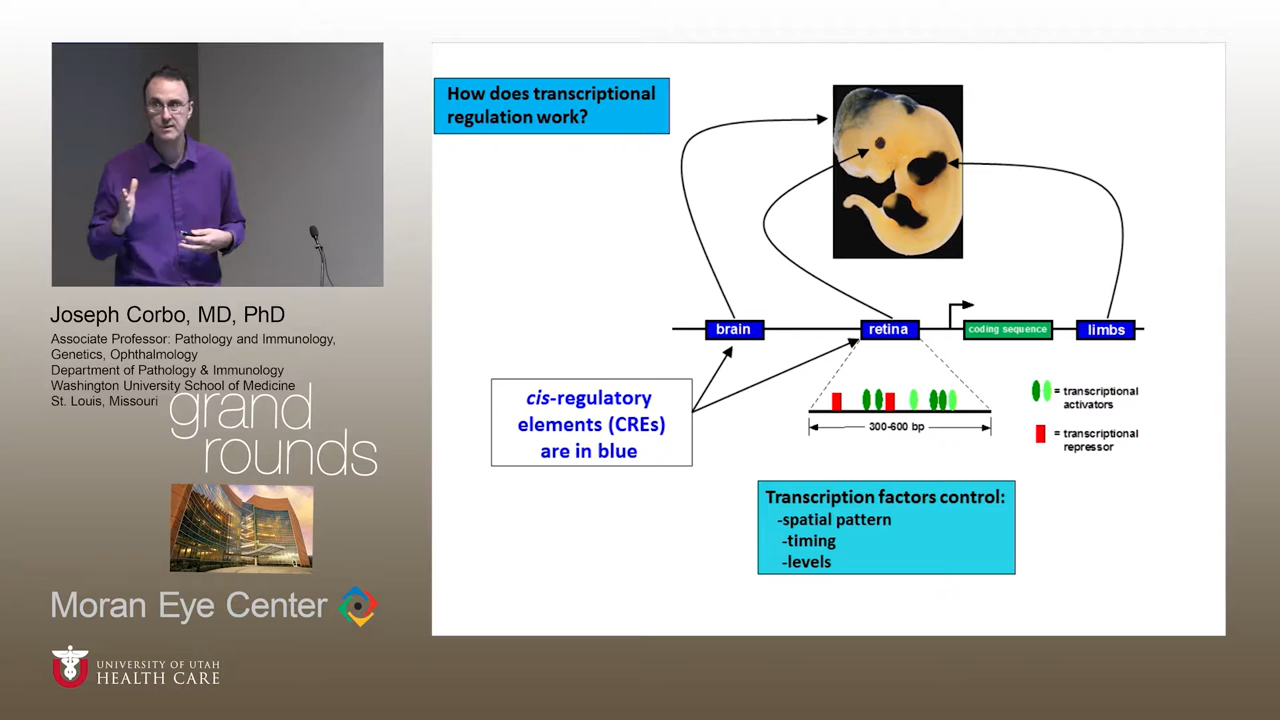 How does transcriptional
regulation work?
brain
retina
coding sequence
limbs
cis-regulatory
elements (CREs)
are in blue
300-600 bp
= transcriptional
activators
= transcriptional
repressor
Transcription factors control:
-spatial pattern
-timing
-levels
Joseph Corbo, MD, PhD
Associate Professor: Pathology and Immunology,
Genetics, Ophthalmology
Department of Pathology & Immunology
Washington University School of Medicine
St. Louis, Missouri
grand
rounds
Moran Eye Center
U
UNIVERSITY OF UTAH
HEALTH CARE